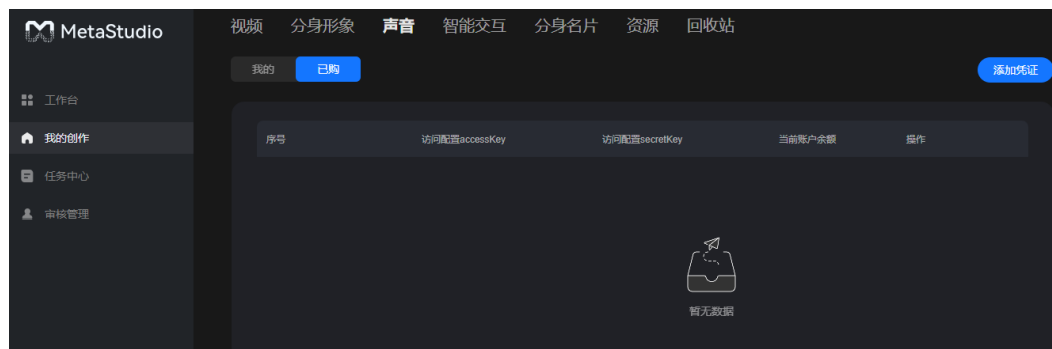 MetaStudio
视频 分身形象 声音 智能交互 分身名片 资源 回收站
我的 已购 添加凭证
工作台
我的创作
任务中心
审核管理
序号 访问配置accessKey 访问配置secretKey 当前账户余额 操作
暂无数据